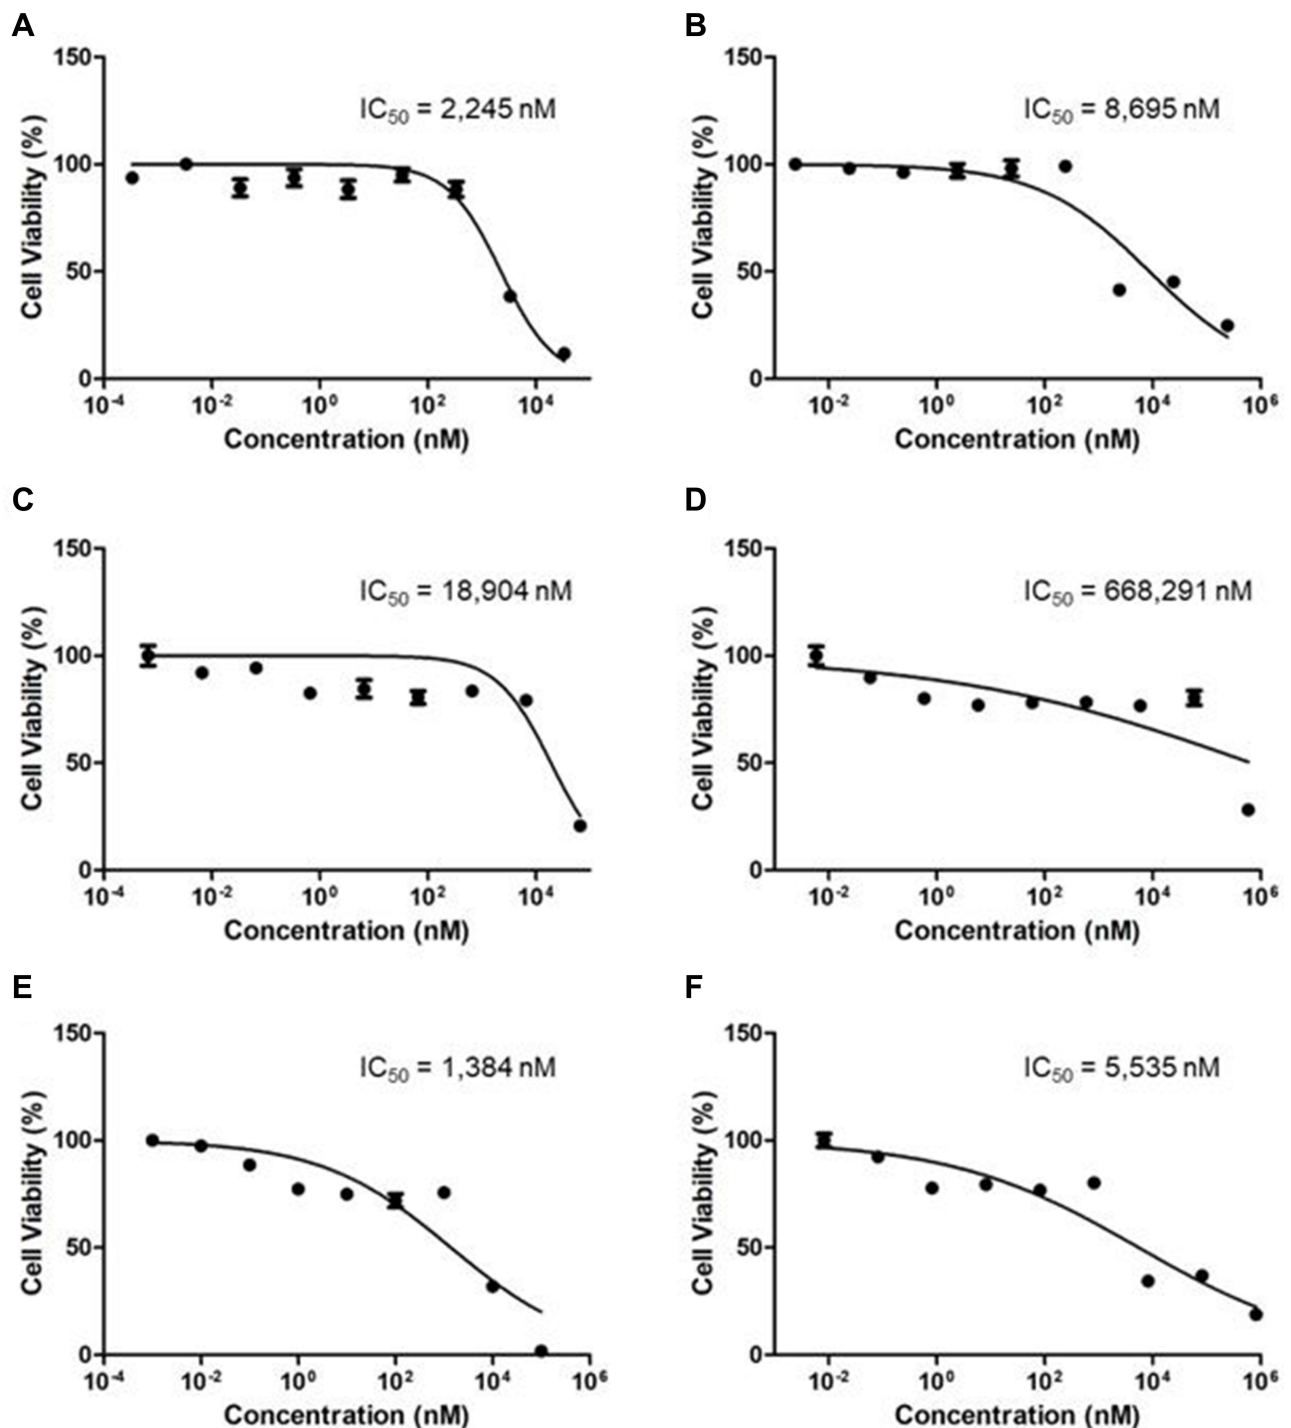 A
150
100
50
0
Cell Viability (%)
IC50 = 2,245 nM
10-4 10-2 100 102 104
Concentration (nM)
B
150
100
50
0
Cell Viability (%)
IC50 = 8,695 nM
10-2 100 102 104 106
Concentration (nM)
C
150
100
50
0
Cell Viability (%)
IC50 = 18,904 nM
10-4 10-2 100 102 104
Concentration (nM)
D
150
100
50
0
Cell Viability (%)
IC50 = 668,291 nM
10-2 100 102 104 106
Concentration (nM)
E
150
100
50
0
Cell Viability (%)
IC50 = 1,384 nM
10-4 10-2 100 102 104 106
Concentration (nM)
F
150
100
50
0
Cell Viability (%)
IC50 = 5,535 nM
10-2 100 102 104 106
Concentration (nM)